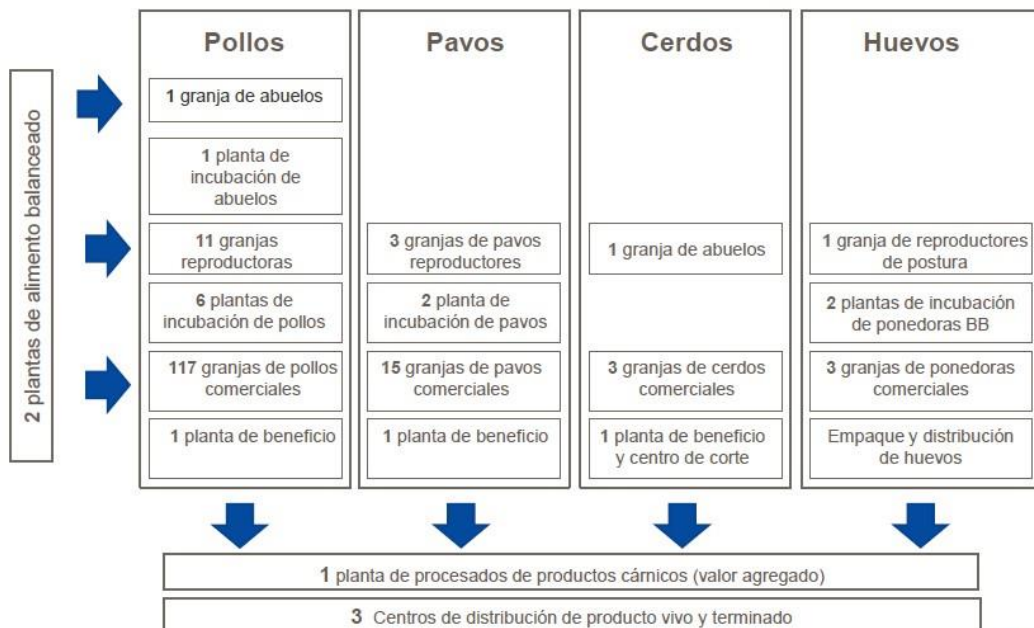 2 plantas de alimento balanceado
Pollos
1 granja de abuelos
1 planta de
incubación de
abuelos
11 granjas
reproductoras
6 plantas de
incubación de pollos
117 granjas de pollos
comerciales
1 planta de beneficio
Pavos
3 granjas de pavos
reproductores
2 planta de
incubación de pavos
15 granjas de pavos
comerciales
1 planta de beneficio
Cerdos
1 granja de abuelos
3 granjas de cerdos
comerciales
1 planta de beneficio
y centro de corte
Huevos
1 granja de reproductores
de postura
2 plantas de incubación
de ponedoras BB
3 granjas de ponedoras
comerciales
Empaque y distribución
de huevos
1 planta de procesados de productos cárnicos (valor agregado)
3 Centros de distribución de producto vivo y terminado